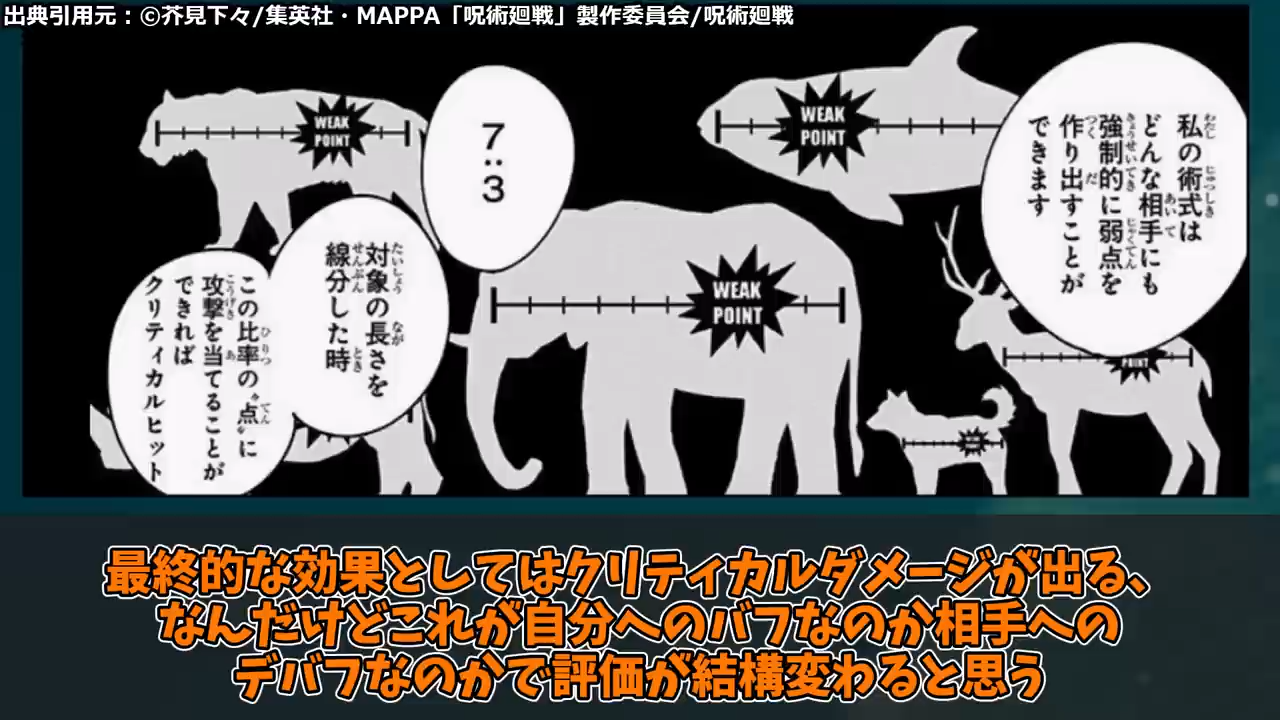 出典引用元：©芥見下々/集英社・MAPPA「呪術廻戦」製作委員会/呪術廻戦
私の術式は
どんな相手にも
強制的に弱点を
作り出すことが
できます
7:3
対象の長さを
線分した時
この比率の〝点〟に
攻撃を当てることが
できれば
クリティカルヒット
WEAK
POINT
WEAK
POINT
WEAK
POINT
POINT
最終的な効果としてはクリティカルダメージが出る、
なんだけどこれが自分へのバフなのか相手への
デバフなのかで評価が結構変わると思う